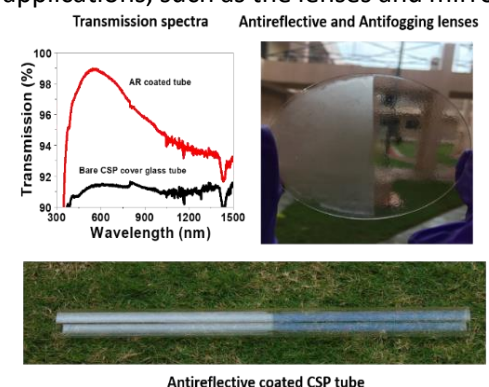 applications, such as the lenses and
Transmission spectra
Antireflective and Antifogging lenses
100
98
96
94
92
90
Transmission (%)
AR coated tube
Bare CSP cover glass tube
300 600 900 1200 1500
Wavelength (nm)
Antireflective coated CSP tube